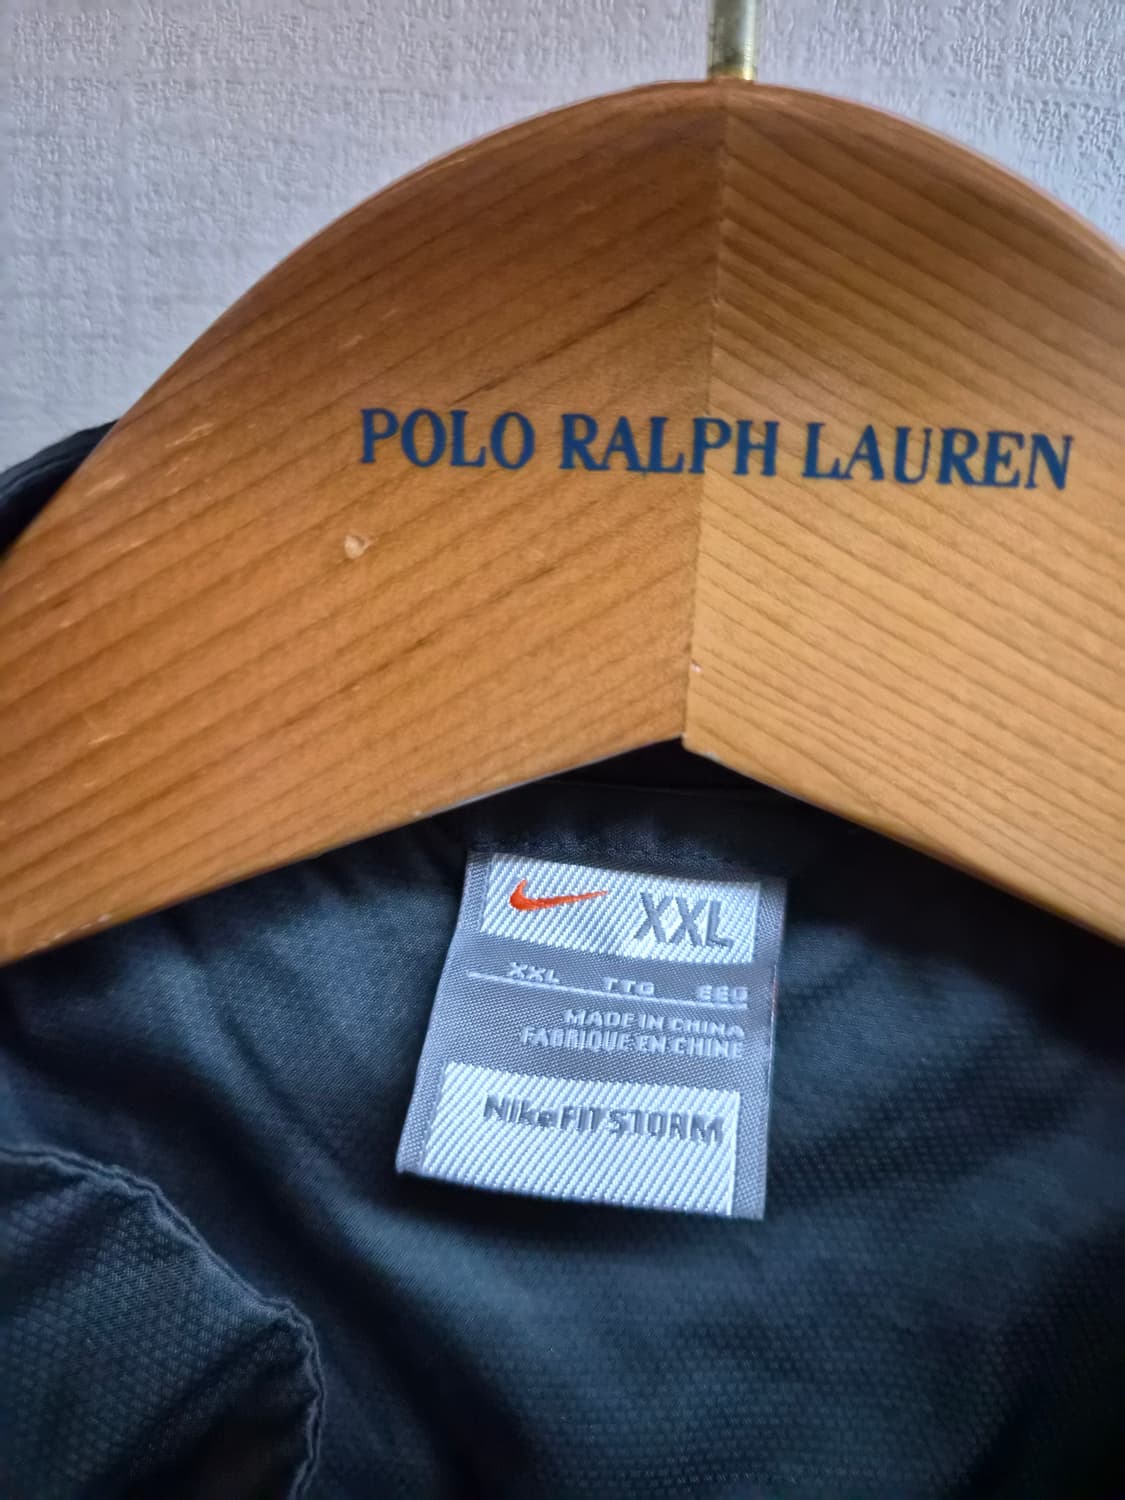 POLO RALPH LAUREN
XXL
XXL TTG EEG
MADE IN CHINA
FABRIQUE EN CHINE
NikeFIT STORM